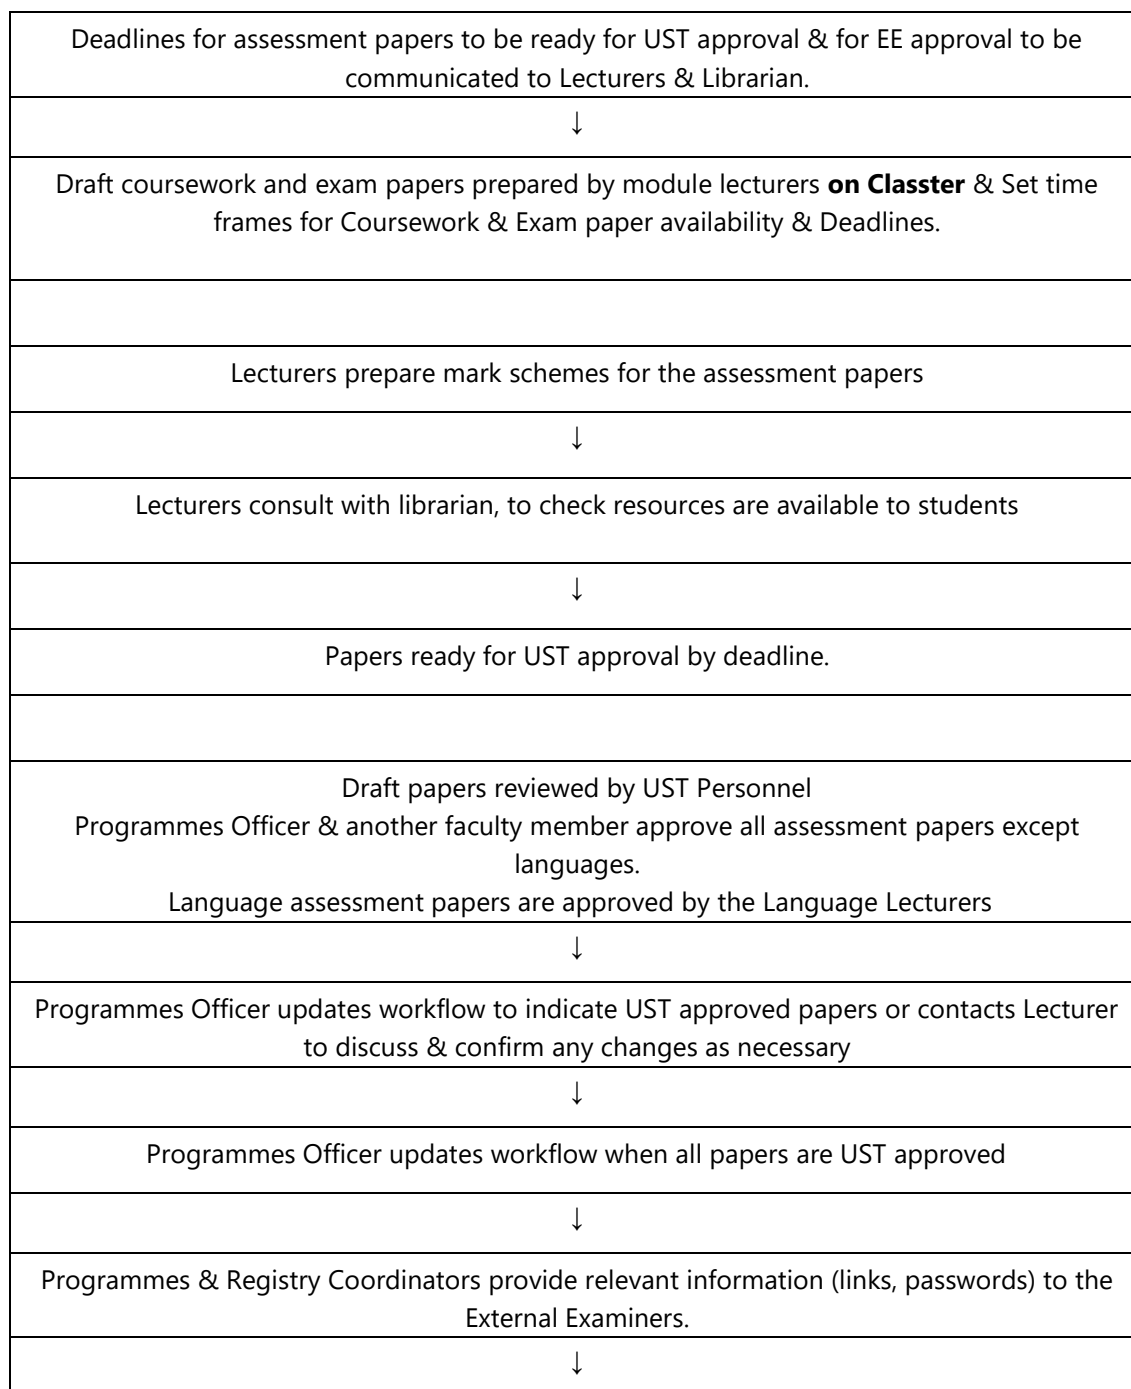 Deadlines for assessment papers to be ready for UST approval & for EE approval to be
communicated to Lecturers & Librarian.
↓
Draft coursework and exam papers prepared by module lecturers on Classter & Set time
frames for Coursework & Exam paper availability & Deadlines.
Lecturers prepare mark schemes for the assessment papers
↓
Lecturers consult with librarian, to check resources are available to students
↓
Papers ready for UST approval by deadline.
Draft papers reviewed by UST Personnel
Programmes Officer & another faculty member approve all assessment papers except
languages.
Language assessment papers are approved by the Language Lecturers
↓
Programmes Officer updates workflow to indicate UST approved papers or contacts Lecturer
to discuss & confirm any changes as necessary
↓
Programmes Officer updates workflow when all papers are UST approved
↓
Programmes & Registry Coordinators provide relevant information (links, passwords) to the
External Examiners.
↓